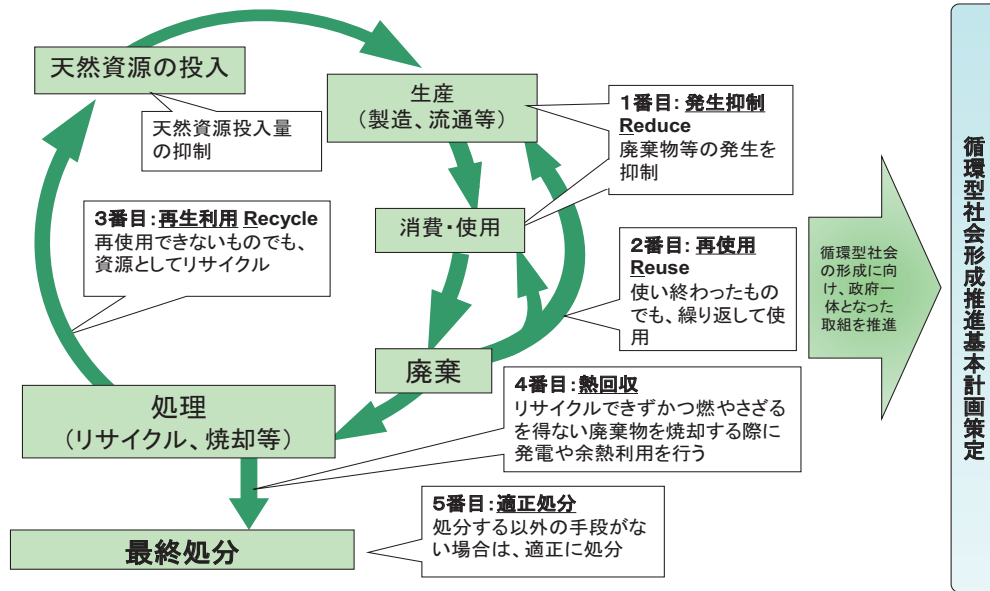 天然資源の投入
天然資源投入量
の抑制
生産
（製造、流通等）
1番目：発生抑制
Reduce
廃棄物等の発生を
抑制
消費・使用
3番目：再生利用 Recycle
再使用できないものでも、
資源としてリサイクル
2番目：再使用
Reuse
使い終わったもの
でも、繰り返して使
用
廃棄
処理
（リサイクル、焼却等）
4番目：熱回収
リサイクルできずかつ燃やさざる
を得ない廃棄物を焼却する際に
発電や余熱利用を行う
5番目：適正処分
処分する以外の手段がな
い場合は、適正に処分
最終処分
循環型社会
の形成に向
け、政府一
体となった
取組を推進
循環型社会形成推進基本計画策定